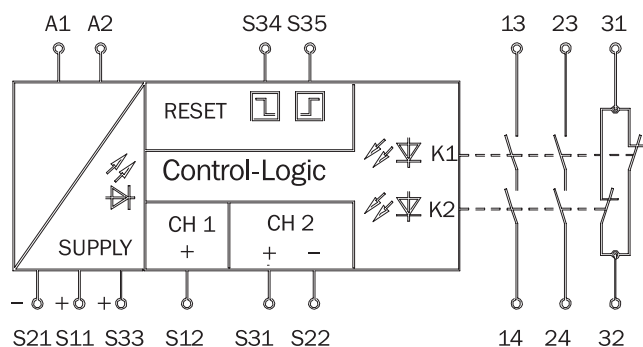 A1 A2 S34 S35 13 23 31
RESET
K1
Control-Logic
K2
CH 1 CH 2
SUPPLY + + −
− + +
S21 S11 S33 S12 S31 S22 14 24 32